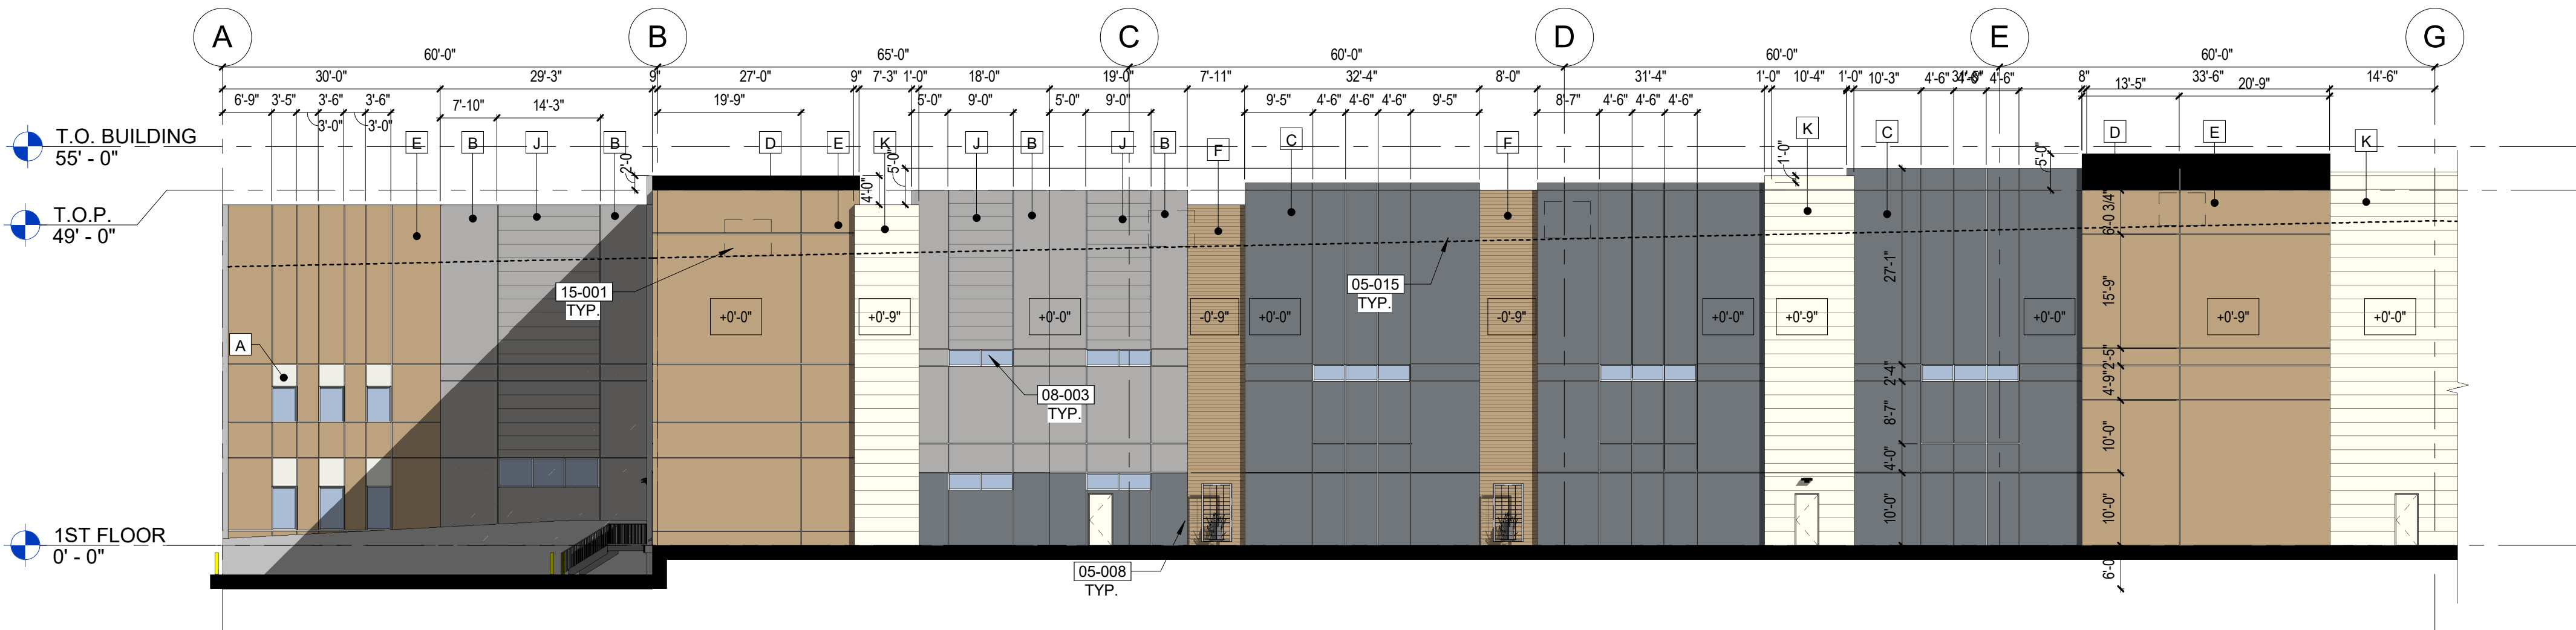 A B C D E G
60'-0" 65'-0" 60'-0" 60'-0" 60'-0"
30'-0" 29'-3" 9" 27'-0" 9" 7'-3" 1'-0" 18'-0" 19'-0" 7'-11" 32'-4" 8'-0" 31'-4" 1'-0" 10'-4" 1'-0" 10'-3" 4'-6" 4'-6" 8" 13'-5" 33'-6" 20'-9" 14'-6"
6'-9" 3'-5" 3'-6" 3'-6" 7'-10" 14'-3" 19'-9" 5'-0" 9'-0" 5'-0" 9'-0" 9'-5" 4'-6" 4'-6" 4'-6" 9'-5" 8'-7" 4'-6" 4'-6" 4'-6"
3'-0" 3'-0"
T.O. BUILDING
55' - 0"
E B J B D E K J B J B F C F K C D E K
2'-0 4'-0" 5'-0" 1'-0" 5'-0"
T.O.P.
49' - 0"
6'-0 3/4"
27'-1"
15'-9"
15-001
TYP.
05-015
TYP.
+0'-0" +0'-9" +0'-0" -0'-9" +0'-0" -0'-9" +0'-0" +0'-9" +0'-0" +0'-9" +0'-0"
A
2'-5"
2'-4"
4'-9"
08-003
TYP.
8'-7"
10'-0"
4'-0"
10'-0" 10'-0"
1ST FLOOR
0' - 0"
05-008
TYP.
6'-0